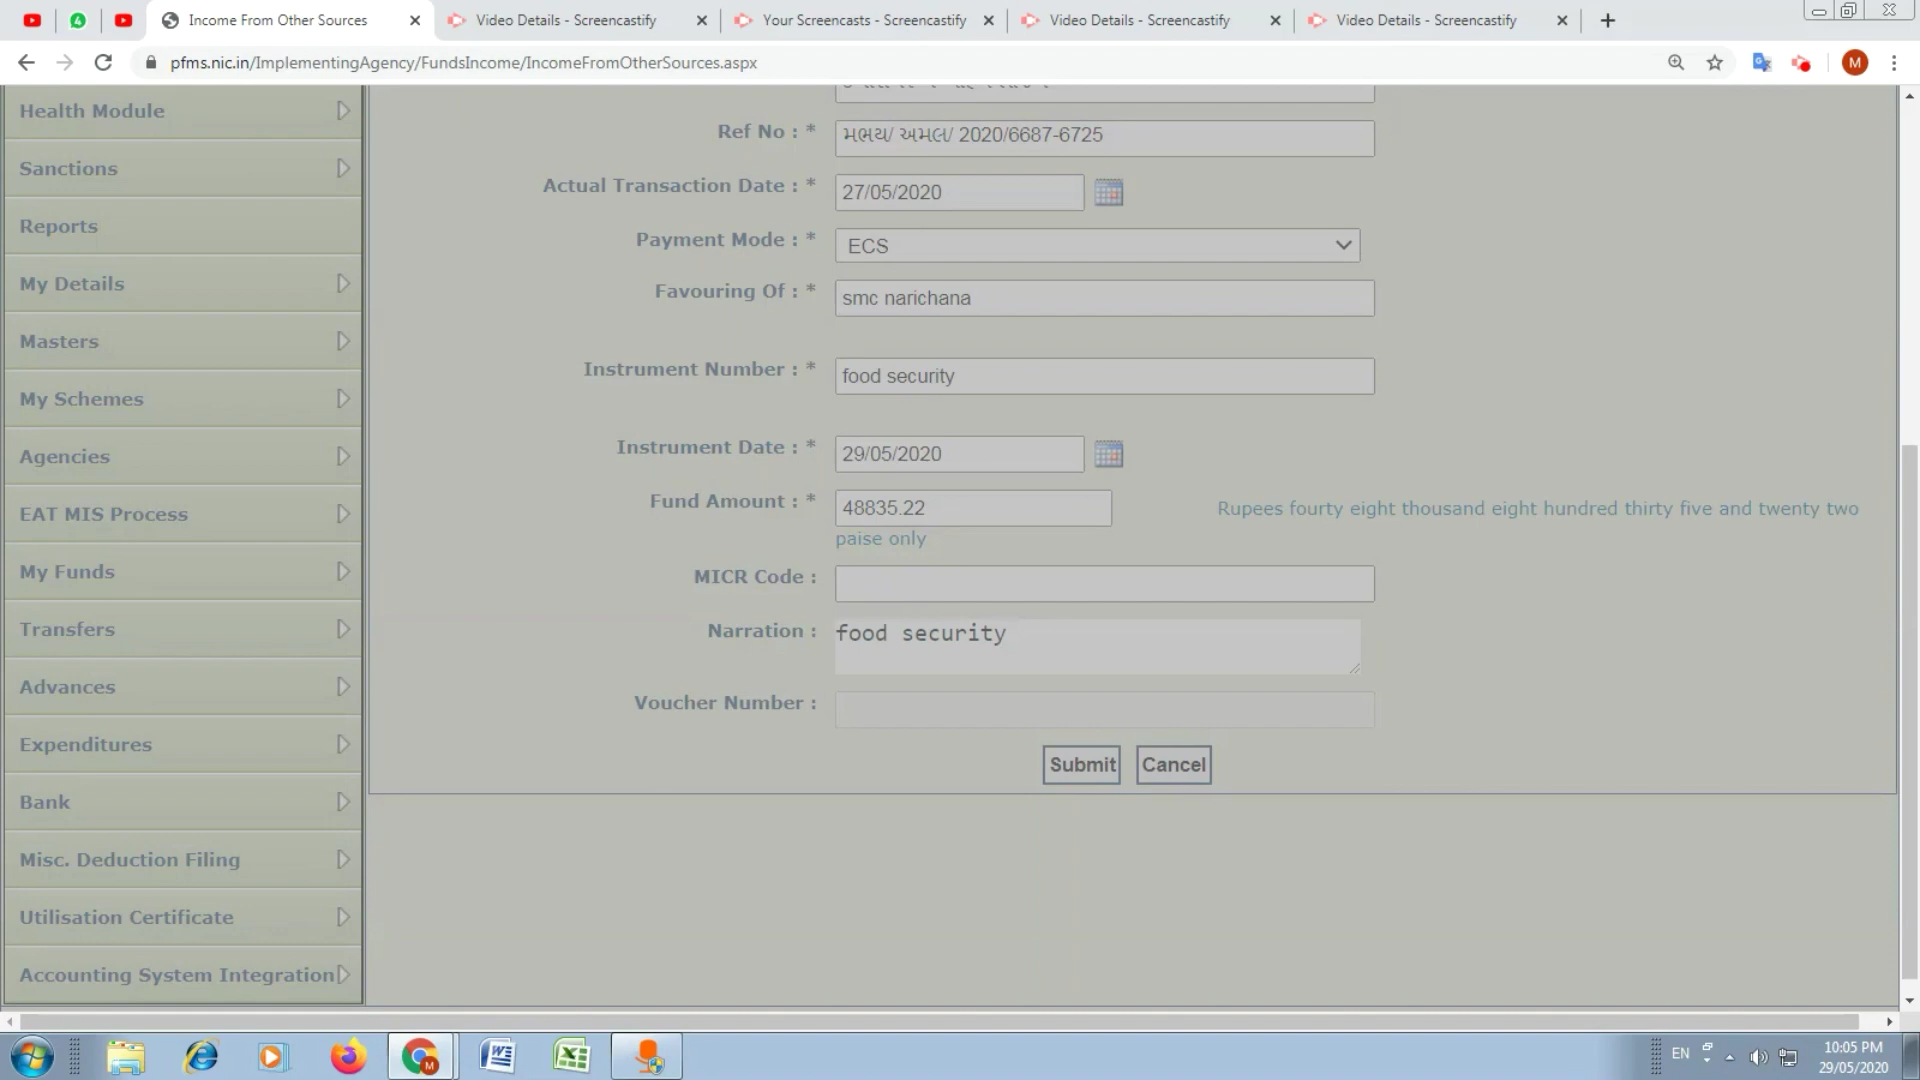 Income From Other Sources
Video Details - Screencastify
Your Screencasts - Screencastify
Video Details - Screencastify
Video Details - Screencastify
pfms.nic.in/ImplementingAgency/FundsIncome/IncomeFromOtherSources.aspx
M
Health Module
Sanctions
Reports
My Details
Masters
My Schemes
Agencies
EAT MIS Process
My Funds
Transfers
Advances
Expenditures
Bank
Misc. Deduction Filing
Utilisation Certificate
Accounting System Integration
Ref No : * મભય/ અમલ/ 2020/6687-6725
Actual Transaction Date : * 27/05/2020
Payment Mode : * ECS
Favouring Of : * smc narichana
Instrument Number : * food security
Instrument Date : * 29/05/2020
Fund Amount : * 48835.22 Rupees fourty eight thousand eight hundred thirty five and twenty two
paise only
MICR Code :
Narration : food security
Voucher Number :
Submit Cancel
EN
10:05 PM
29/05/2020